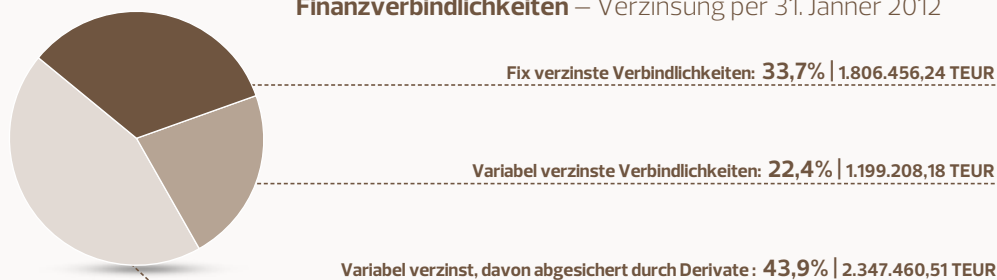 Finanzverbindlichkeiten – Verzinsung per 31. Jänner 2012
Fix verzinste Verbindlichkeiten: 33,7% | 1.806.456,24 TEUR
Variabel verzinste Verbindlichkeiten: 22,4% | 1.199.208,18 TEUR
Variabel verzinst, davon abgesichert durch Derivate : 43,9% | 2.347.460,51 TEUR